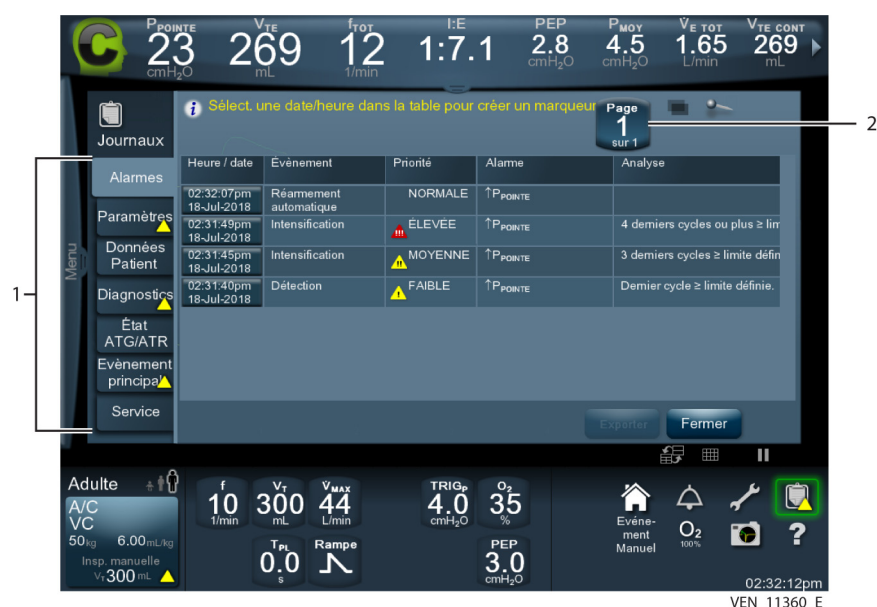 PPOINTE VTE fTOT I:E PEP PMOY V̇E TOT VTE CONT
23 269 12 1:7.1 2.8 4.5 1.65 269
cmH2O mL 1/min cmH2O cmH2O L/min mL
Journaux
Sélect. une date/heure dans la table pour créer un marqueur
Page
1
sur 1
2
1
Menu
Alarmes
Paramètres
Données
Patient
Diagnostics
État
ATG/ATR
Evènement
principal
Service
Heure / date Évènement Priorité Alarme Analyse
02:32:07pm
18-Jul-2018
Réarmement
automatique
NORMALE ↑PPOINTE
02:31:49pm
18-Jul-2018
Intensification ÉLEVÉE ↑PPOINTE 4 derniers cycles ou plus ≥ lim
02:31:45pm
18-Jul-2018
Intensification MOYENNE ↑PPOINTE 3 derniers cycles ≥ limite défin
02:31:40pm
18-Jul-2018
Détection FAIBLE ↑PPOINTE Dernier cycle ≥ limite définie.
Exporter Fermer
Adulte
A/C
VC
50kg 6.00mL/kg
Insp. manuelle
VT300 mL
f VT V̇MAX TRIGP O2
10 300 44 4.0 35
1/min mL L/min cmH2O %
TPL Rampe PEP
0.0 3.0
s cmH2O
Evéne-
ment
Manuel
O2
100%
?
02:32:12pm
VEN_11360_E